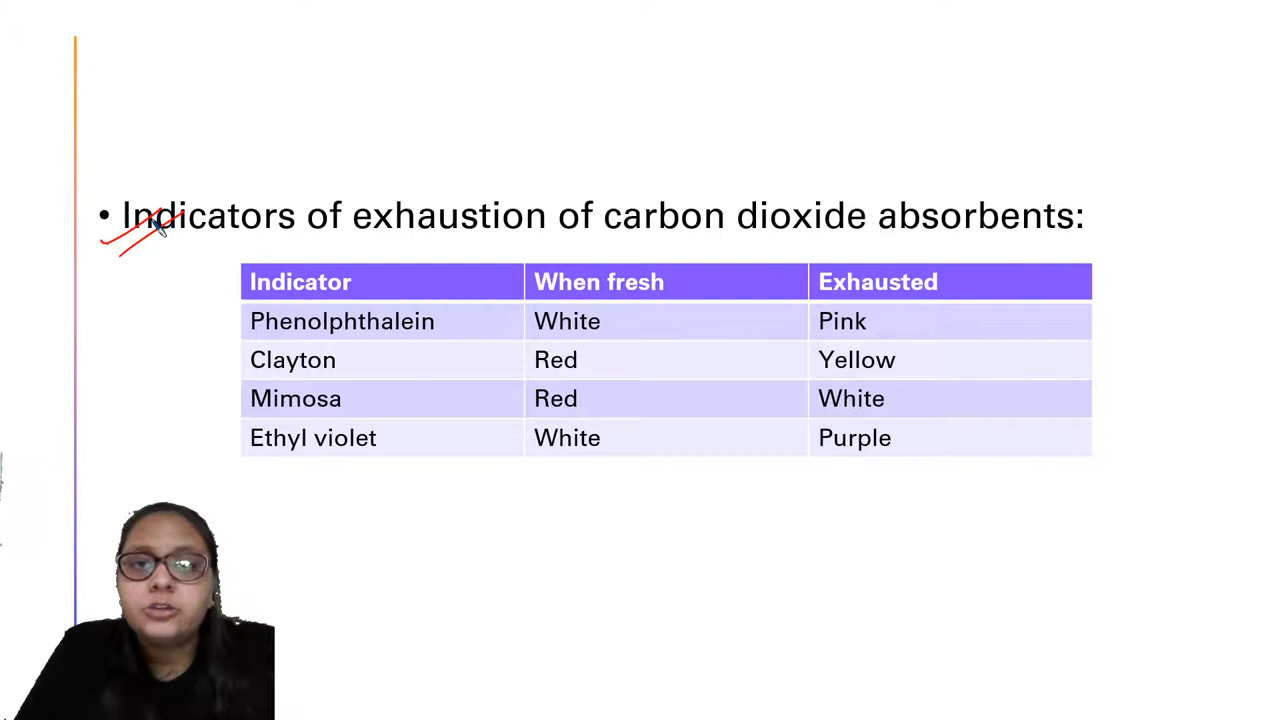 • Indicators of exhaustion of carbon dioxide absorbents:
Indicator When fresh Exhausted
Phenolphthalein White Pink
Clayton Red Yellow
Mimosa Red White
Ethyl violet White Purple